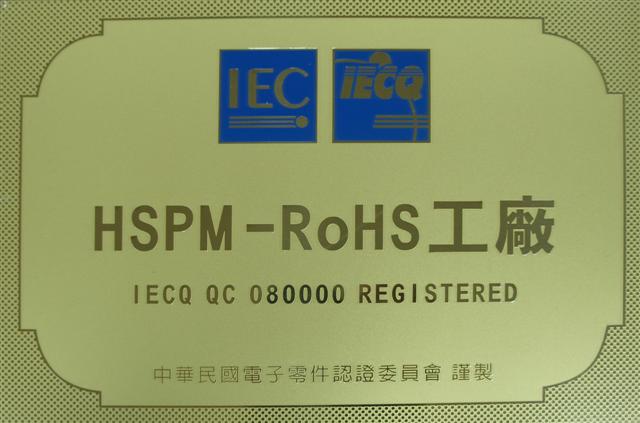 IEC IECQ
HSPM-RoHS工廠
IECQ QC 080000 REGISTERED
中華民國電子零件認證委員會 謹製